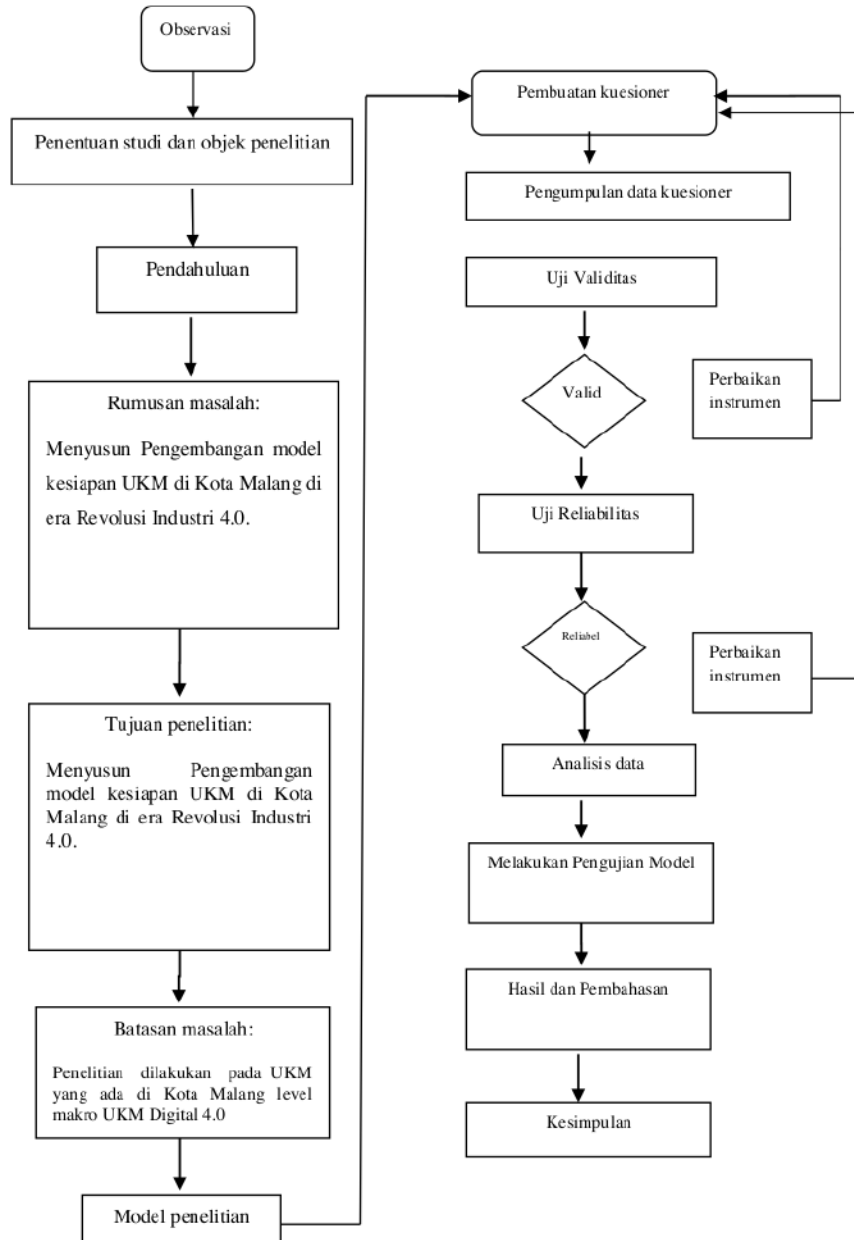 Observasi
Penentuan studi dan objek penelitian
Pendahuluan
Rumusan masalah:
Menyusun Pengembangan model
kesiapan UKM di Kota Malang di
era Revolusi Industri 4.0.
Tujuan penelitian:
Menyusun Pengembangan
model kesiapan UKM di Kota
Malang di era Revolusi Industri
4.0.
Batasan masalah:
Penelitian dilakukan pada UKM
yang ada di Kota Malang level
makro UKM Digital 4.0
Model penelitian
Pembuatan kuesioner
Pengumpulan data kuesioner
Uji Validitas
Valid
Perbaikan
instrumen
Uji Reliabilitas
Reliabel
Perbaikan
instrumen
Analisis data
Melakukan Pengujian Model
Hasil dan Pembahasan
Kesimpulan